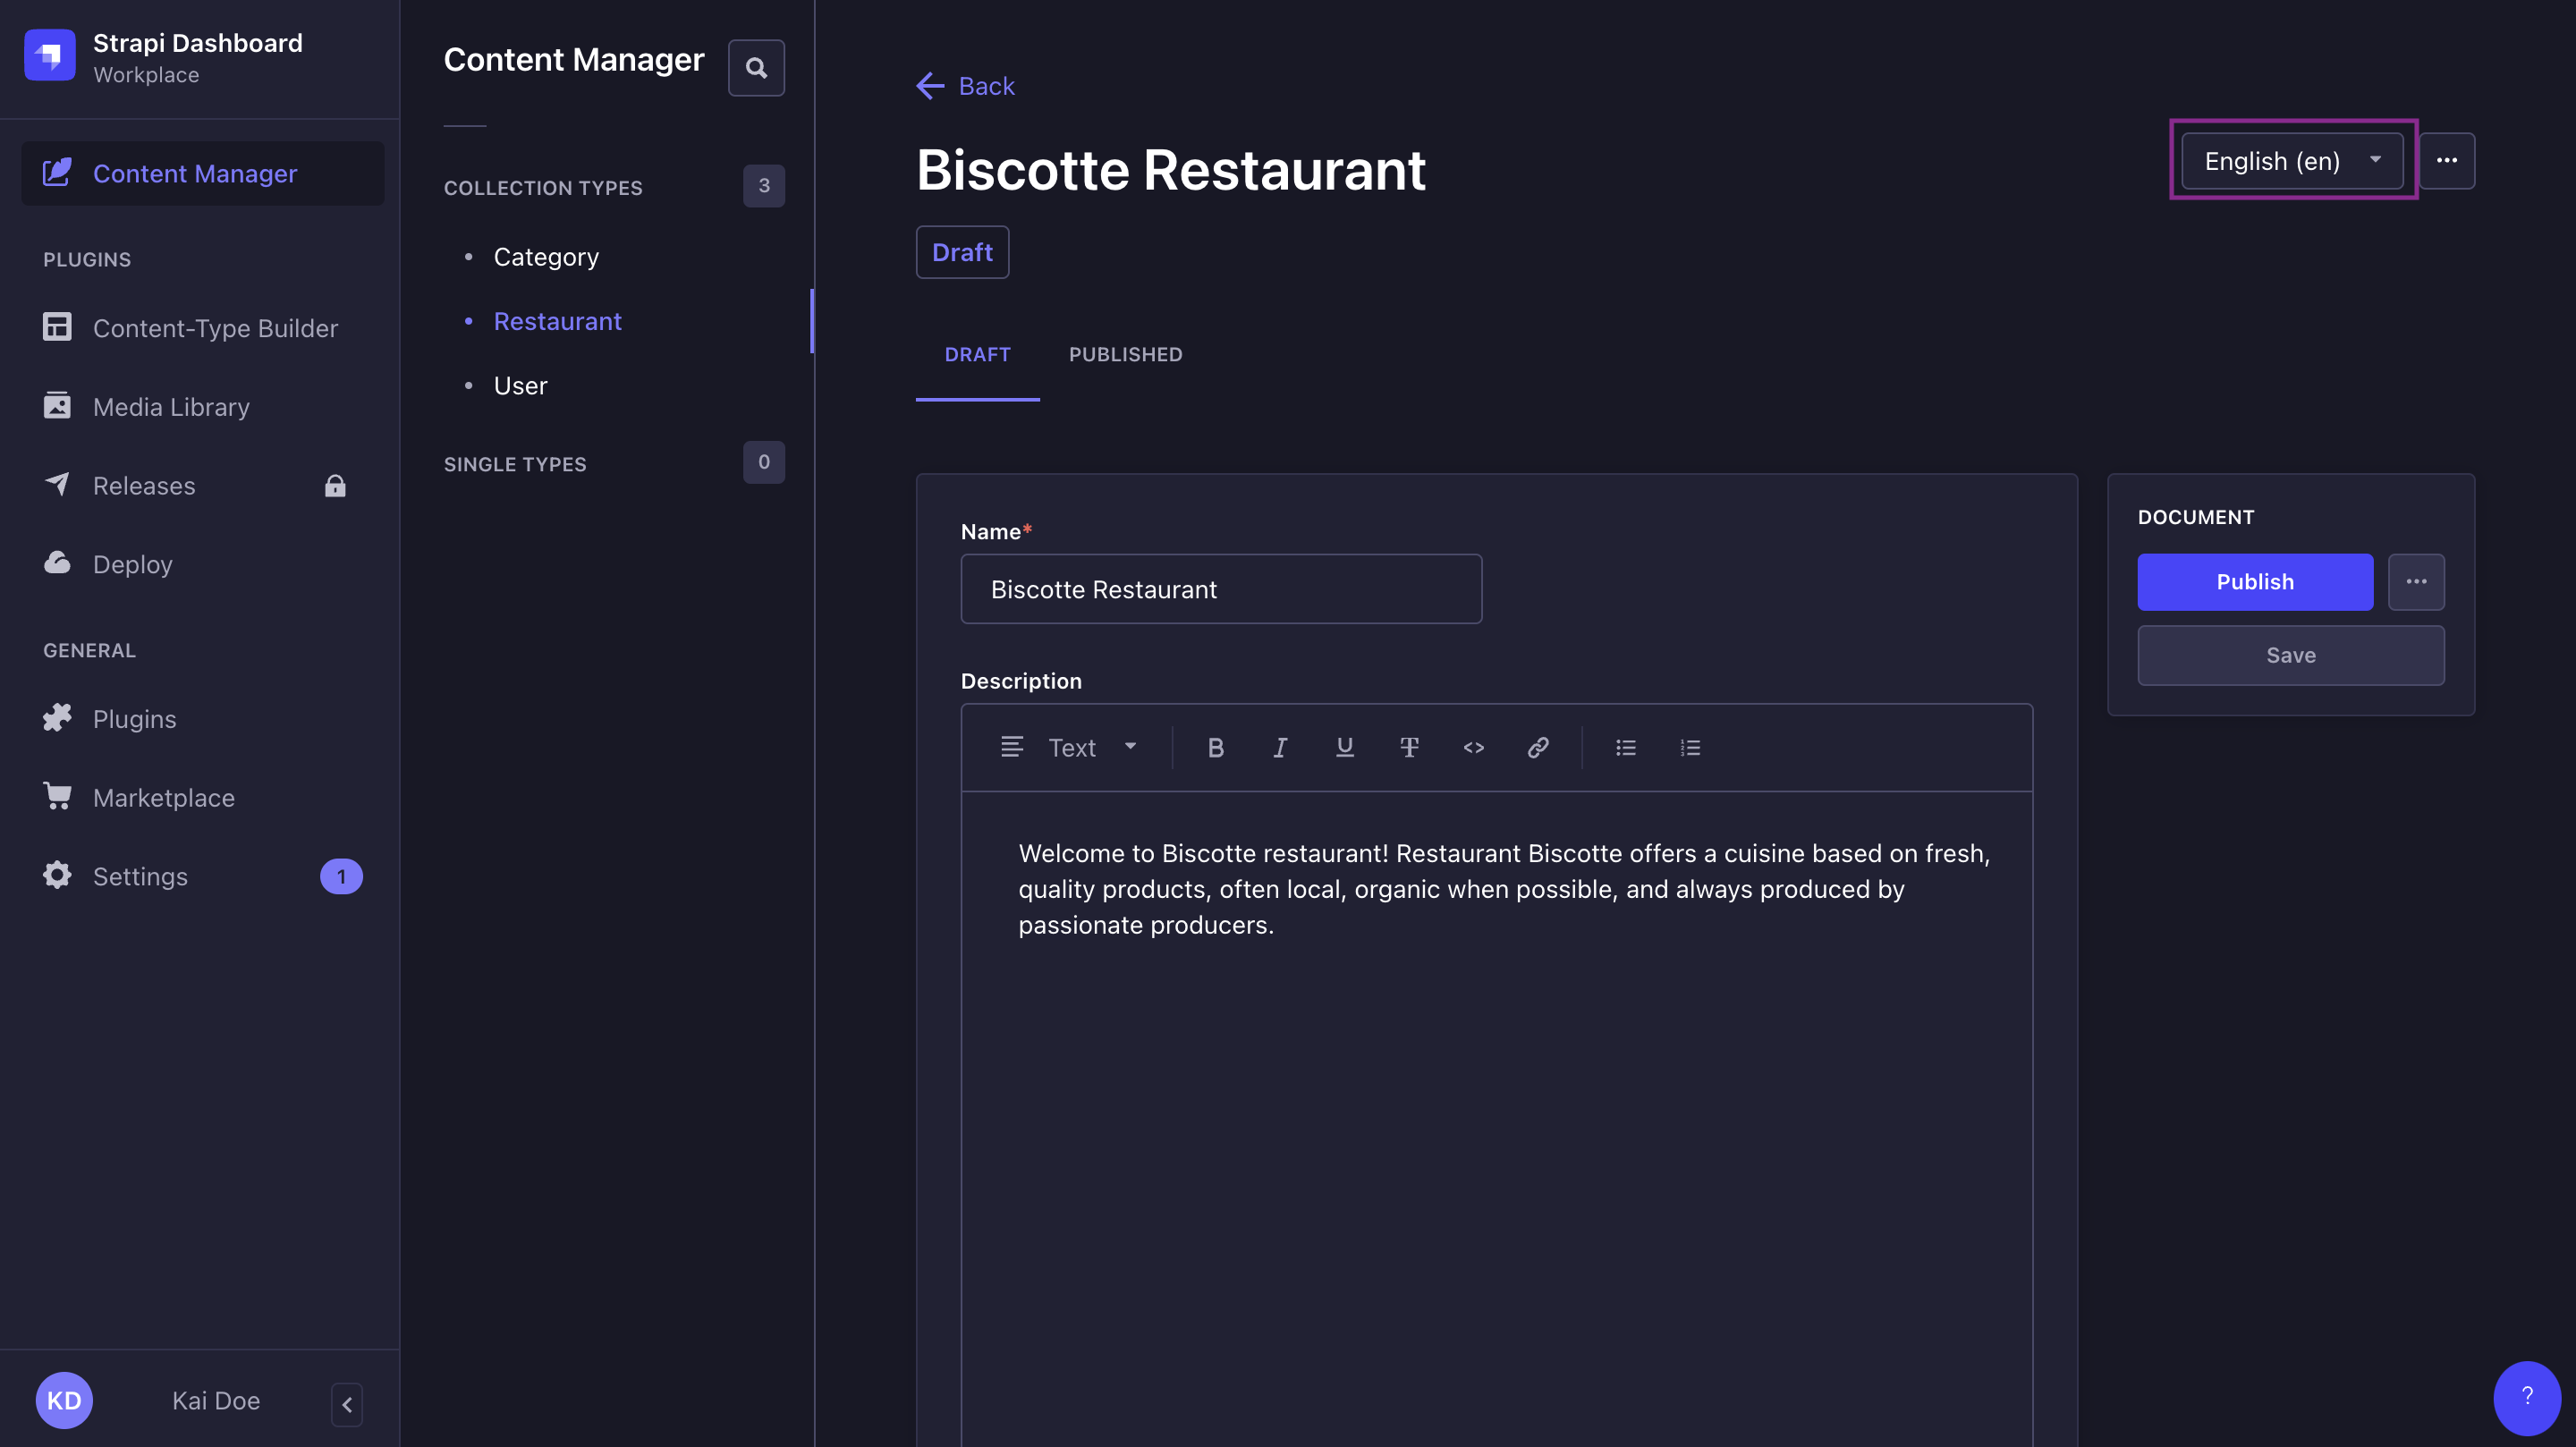 Strapi Dashboard
Workplace
Content Manager
PLUGINS
Content-Type Builder
Media Library
Releases
Deploy
GENERAL
Plugins
Marketplace
Settings
1
KD
Kai Doe
Content Manager
COLLECTION TYPES
3
Category
Restaurant
User
SINGLE TYPES
0
Back
Biscotte Restaurant
English (en)
Draft
DRAFT
PUBLISHED
Name*
Biscotte Restaurant
Description
Text
B
I
U
T
Welcome to Biscotte restaurant! Restaurant Biscotte offers a cuisine based on fresh,
quality products, often local, organic when possible, and always produced by
passionate producers.
DOCUMENT
Publish
Save
?